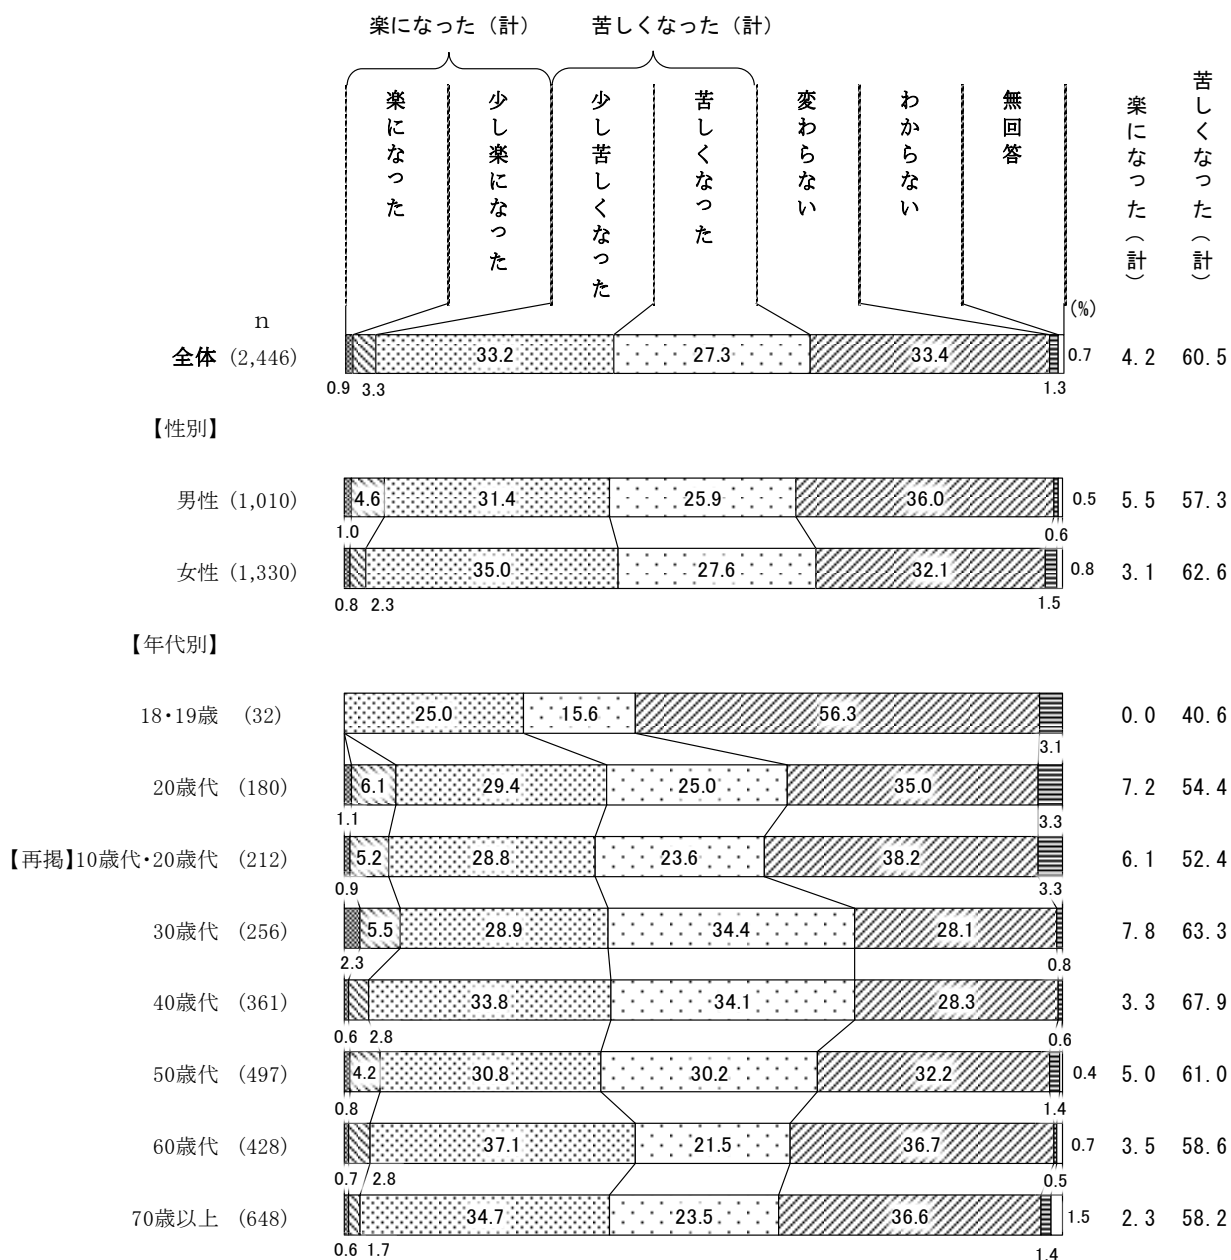 楽になった（計）
苦しくなった（計）
楽になった
少し楽になった
少し苦しくなった
苦しくなった
変わらない
わからない
無回答
楽になった（計）
苦しくなった（計）
(%)
n
全体 (2,446) 33.2 27.3 33.4 0.7 4.2 60.5
0.9 3.3 1.3
【性別】
男性 (1,010) 4.6 31.4 25.9 36.0 0.5 5.5 57.3
1.0 0.6
女性 (1,330) 35.0 27.6 32.1 0.8 3.1 62.6
0.8 2.3 1.5
【年代別】
18・19歳 (32) 25.0 15.6 56.3 0.0 40.6
3.1
20歳代 (180) 6.1 29.4 25.0 35.0 7.2 54.4
1.1 3.3
【再掲】10歳代・20歳代 (212) 5.2 28.8 23.6 38.2 6.1 52.4
0.9 3.3
30歳代 (256) 5.5 28.9 34.4 28.1 7.8 63.3
2.3 0.8
40歳代 (361) 33.8 34.1 28.3 3.3 67.9
0.6 2.8 0.6
50歳代 (497) 4.2 30.8 30.2 32.2 0.4 5.0 61.0
0.8 1.4
60歳代 (428) 37.1 21.5 36.7 0.7 3.5 58.6
0.7 2.8 0.5
70歳以上 (648) 34.7 23.5 36.6 1.5 2.3 58.2
0.6 1.7 1.4